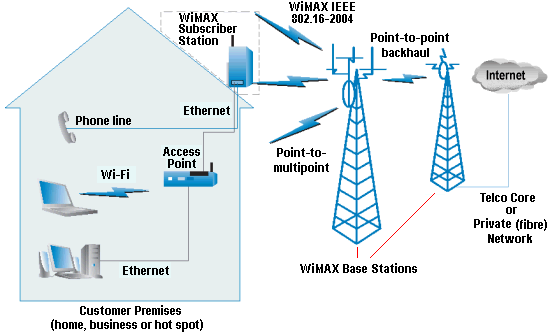 WiMAX
Subscriber
Station
WiMAX IEEE
802.16-2004
Point-to-point
backhaul
Internet
Ethernet
Phone line
Access
Point
Point-to-
multipoint
Wi-Fi
Telco Core
or
Private (fibre)
Network
Ethernet
WiMAX Base Stations
Customer Premises
(home, business or hot spot)